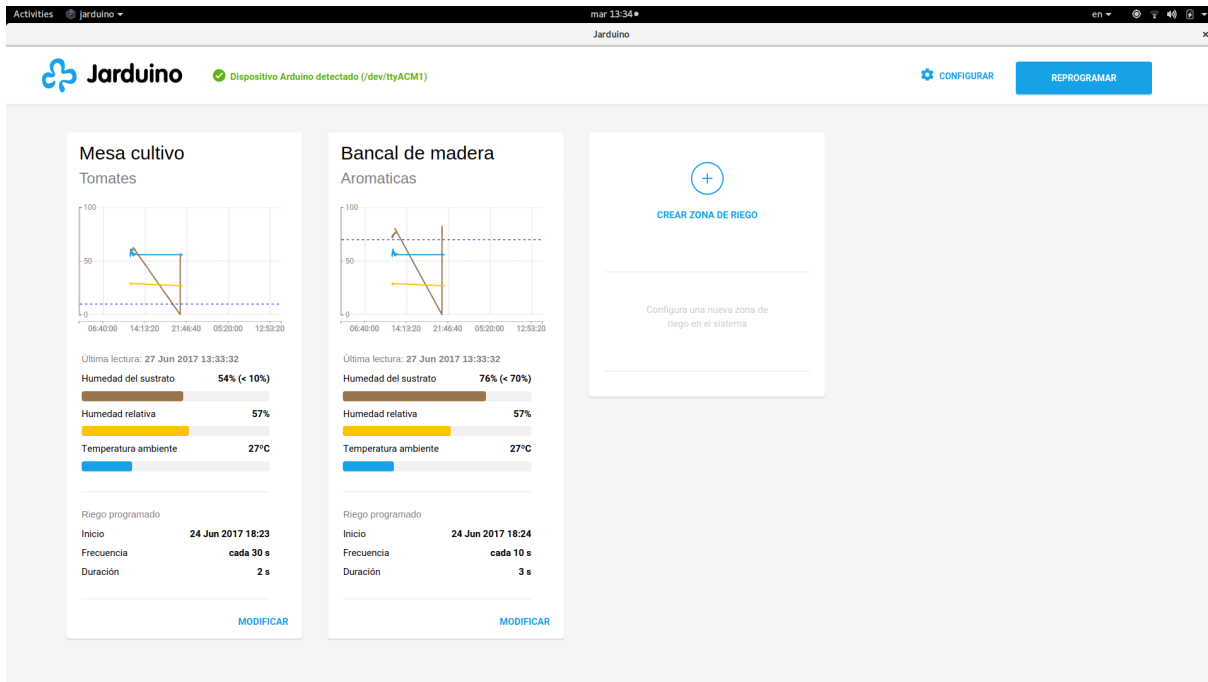 Activities jarduino mar 13:34 en
Jarduino
Jarduino Dispositivo Arduino detectado (/dev/ttyACM1) CONFIGURAR REPROGRAMAR
Mesa cultivo
Tomates
100
50
0
06:40:00 14:13:20 21:46:40 05:20:00 12:53:20
Última lectura: 27 Jun 2017 13:33:32
Humedad del sustrato 54% (< 10%)
Humedad relativa 57%
Temperatura ambiente 27ºC
Riego programado
Inicio 24 Jun 2017 18:23
Frecuencia cada 30 s
Duración 2 s
MODIFICAR
Bancal de madera
Aromaticas
100
50
0
06:40:00 14:13:20 21:46:40 05:20:00 12:53:20
Última lectura: 27 Jun 2017 13:33:32
Humedad del sustrato 76% (< 70%)
Humedad relativa 57%
Temperatura ambiente 27ºC
Riego programado
Inicio 24 Jun 2017 18:24
Frecuencia cada 10 s
Duración 3 s
MODIFICAR
CREAR ZONA DE RIEGO
Configura una nueva zona de
riego en el sistema